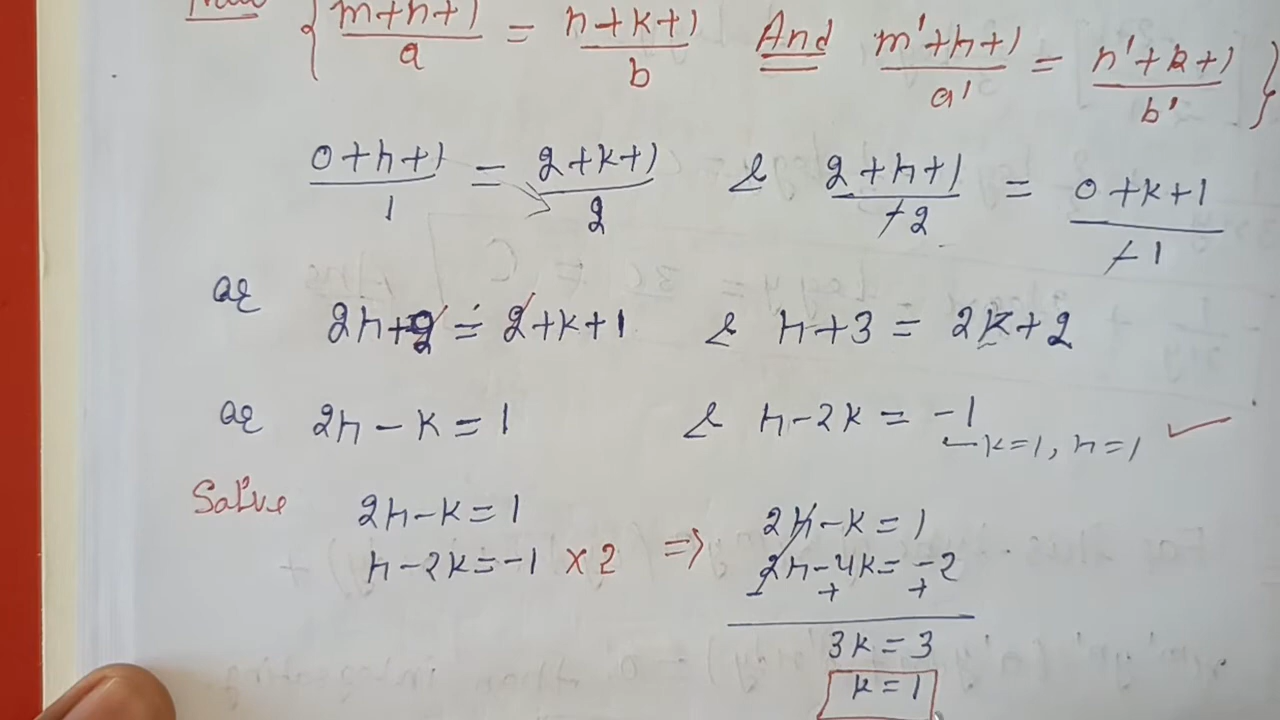 { m+h+1/a = h+k+1/b And m'+h+1/a' = n'+k+1/b' }
0+h+1/1 = 2+k+1/2 & 2+h+1/-2 = 0+k+1/-1
or 2h+2 = 2+k+1 & h+3 = 2k+2
or 2h-k=1 & h-2k = -1
k=1, h=1
Solve 2h-k=1
h-2k=-1 x 2 => 2h-k=1
2h-4k=-2
- + +
3k=3
k=1